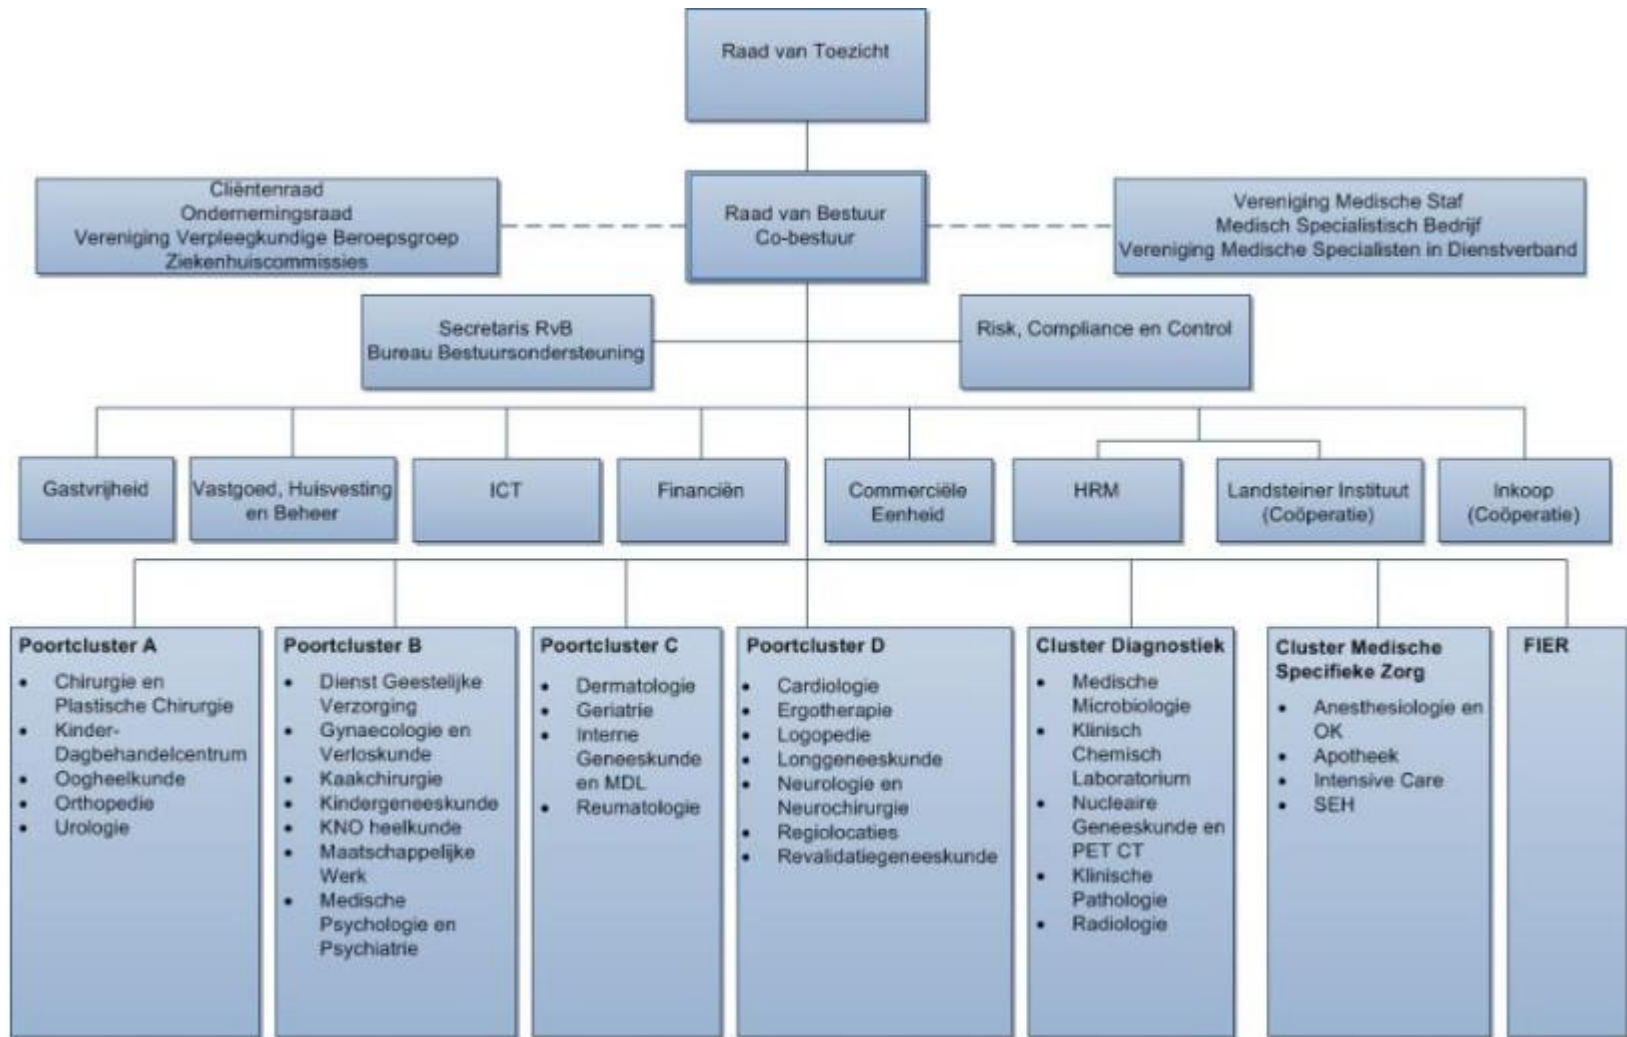 Raad van Toezicht
Cliëntenraad
Ondernemingsraad
Vereniging Verpleegkundige Beroepsgroep
Ziekenhuiscommissies
Raad van Bestuur
Co-bestuur
Vereniging Medische Staf
Medisch Specialistisch Bedrijf
Vereniging Medische Specialisten in Dienstverband
Secretaris RvB
Bureau Bestuursondersteuning
Risk, Compliance en Control
Gastvrijheid
Vastgoed, Huisvesting
en Beheer
ICT
Financiën
Commerciële
Eenheid
HRM
Landsteiner Instituut
(Coöperatie)
Inkoop
(Coöperatie)
Poortcluster A
• Chirurgie en
Plastische Chirurgie
• Kinder-
Dagbehandelcentrum
• Oogheelkunde
• Orthopedie
• Urologie
Poortcluster B
• Dienst Geestelijke
Verzorging
• Gynaecologie en
Verloskunde
• Kaakchirurgie
• Kindergeneeskunde
• KNO heelkunde
• Maatschappelijke
Werk
• Medische
Psychologie en
Psychiatrie
Poortcluster C
• Dermatologie
• Geriatrie
• Interne
Geneeskunde
en MDL
• Reumatologie
Poortcluster D
• Cardiologie
• Ergotherapie
• Logopedie
• Longgeneeskunde
• Neurologie en
Neurochirurgie
• Regiolocaties
• Revalidatiegeneeskunde
Cluster Diagnostiek
• Medische
Microbiologie
• Klinisch
Chemisch
Laboratorium
• Nucleaire
Geneeskunde en
PET CT
• Klinische
Pathologie
• Radiologie
Cluster Medische
Specifieke Zorg
• Anesthesiologie en
OK
• Apotheek
• Intensive Care
• SEH
FIER